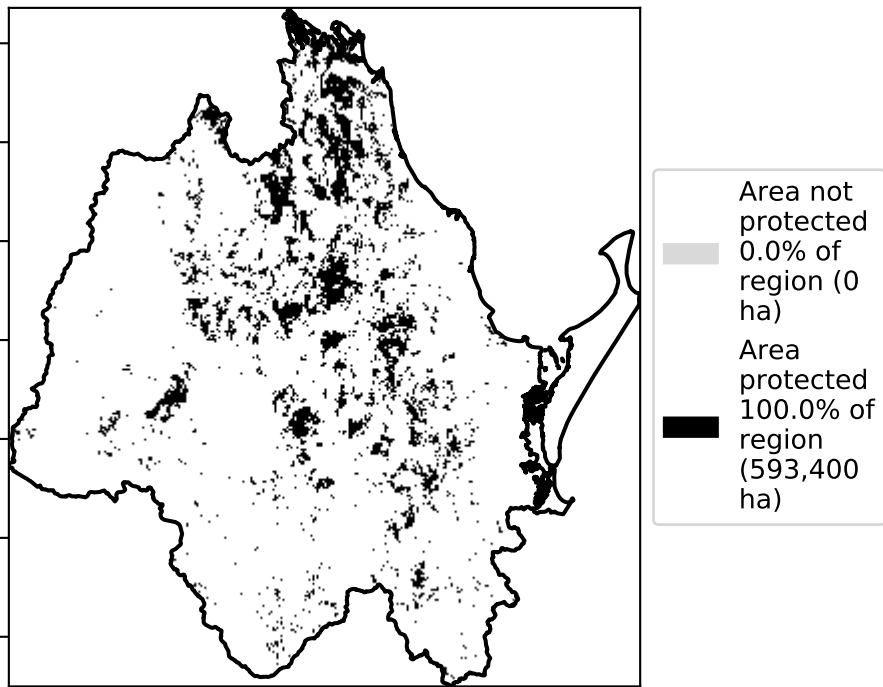 Area not
protected
0.0% of
region (0
ha)
Area
protected
100.0% of
region
(593,400
ha)